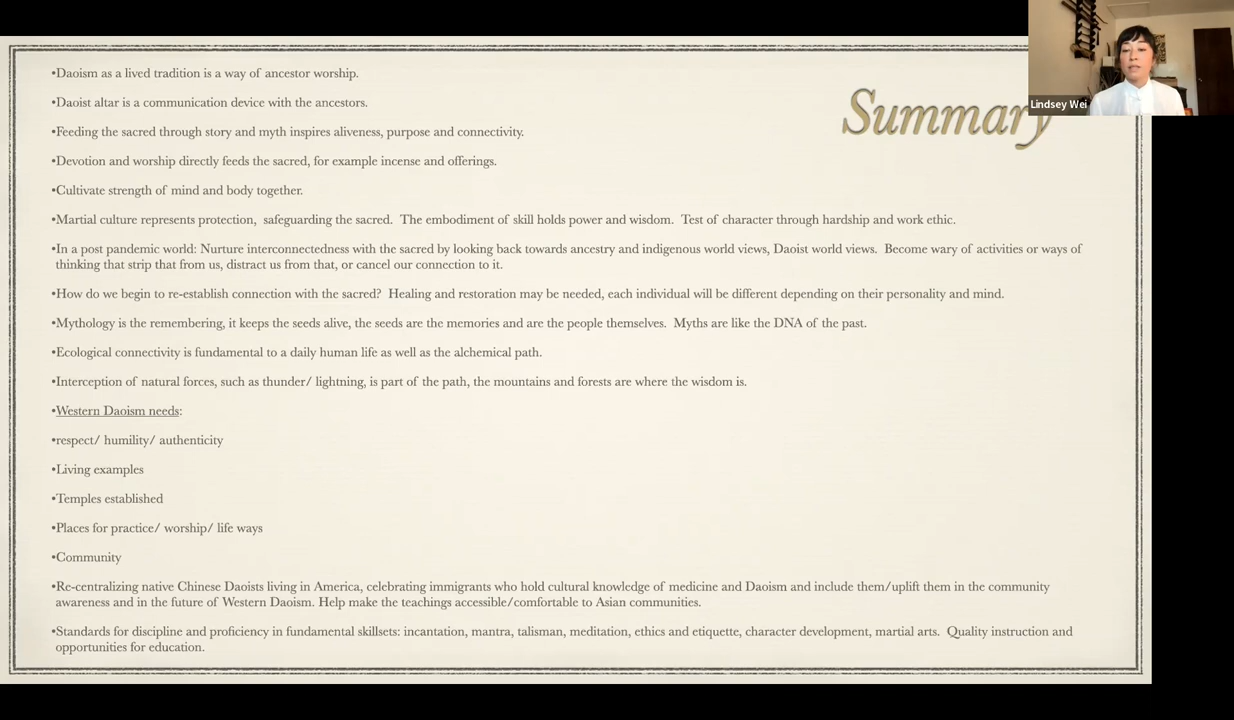 Summary
Lindsey Wei
•Daoism as a lived tradition is a way of ancestor worship.
•Daoist altar is a communication device with the ancestors.
•Feeding the sacred through story and myth inspires aliveness, purpose and connectivity.
•Devotion and worship directly feeds the sacred, for example incense and offerings.
•Cultivate strength of mind and body together.
•Martial culture represents protection, safeguarding the sacred. The embodiment of skill holds power and wisdom. Test of character through hardship and work ethic.
•In a post pandemic world: Nurture interconnectedness with the sacred by looking back towards ancestry and indigenous world views, Daoist world views. Become wary of activities or ways of
thinking that strip that from us, distract us from that, or cancel our connection to it.
•How do we begin to re-establish connection with the sacred? Healing and restoration may be needed, each individual will be different depending on their personality and mind.
•Mythology is the remembering, it keeps the seeds alive, the seeds are the memories and are the people themselves. Myths are like the DNA of the past.
•Ecological connectivity is fundamental to a daily human life as well as the alchemical path.
•Interception of natural forces, such as thunder/ lightning, is part of the path, the mountains and forests are where the wisdom is.
•Western Daoism needs:
•respect/ humility/ authenticity
•Living examples
•Temples established
•Places for practice/ worship/ life ways
•Community
•Re-centralizing native Chinese Daoists living in America, celebrating immigrants who hold cultural knowledge of medicine and Daoism and include them/uplift them in the community
awareness and in the future of Western Daoism. Help make the teachings accessible/comfortable to Asian communities.
•Standards for discipline and proficiency in fundamental skillsets: incantation, mantra, talisman, meditation, ethics and etiquette, character development, martial arts. Quality instruction and
opportunities for education.